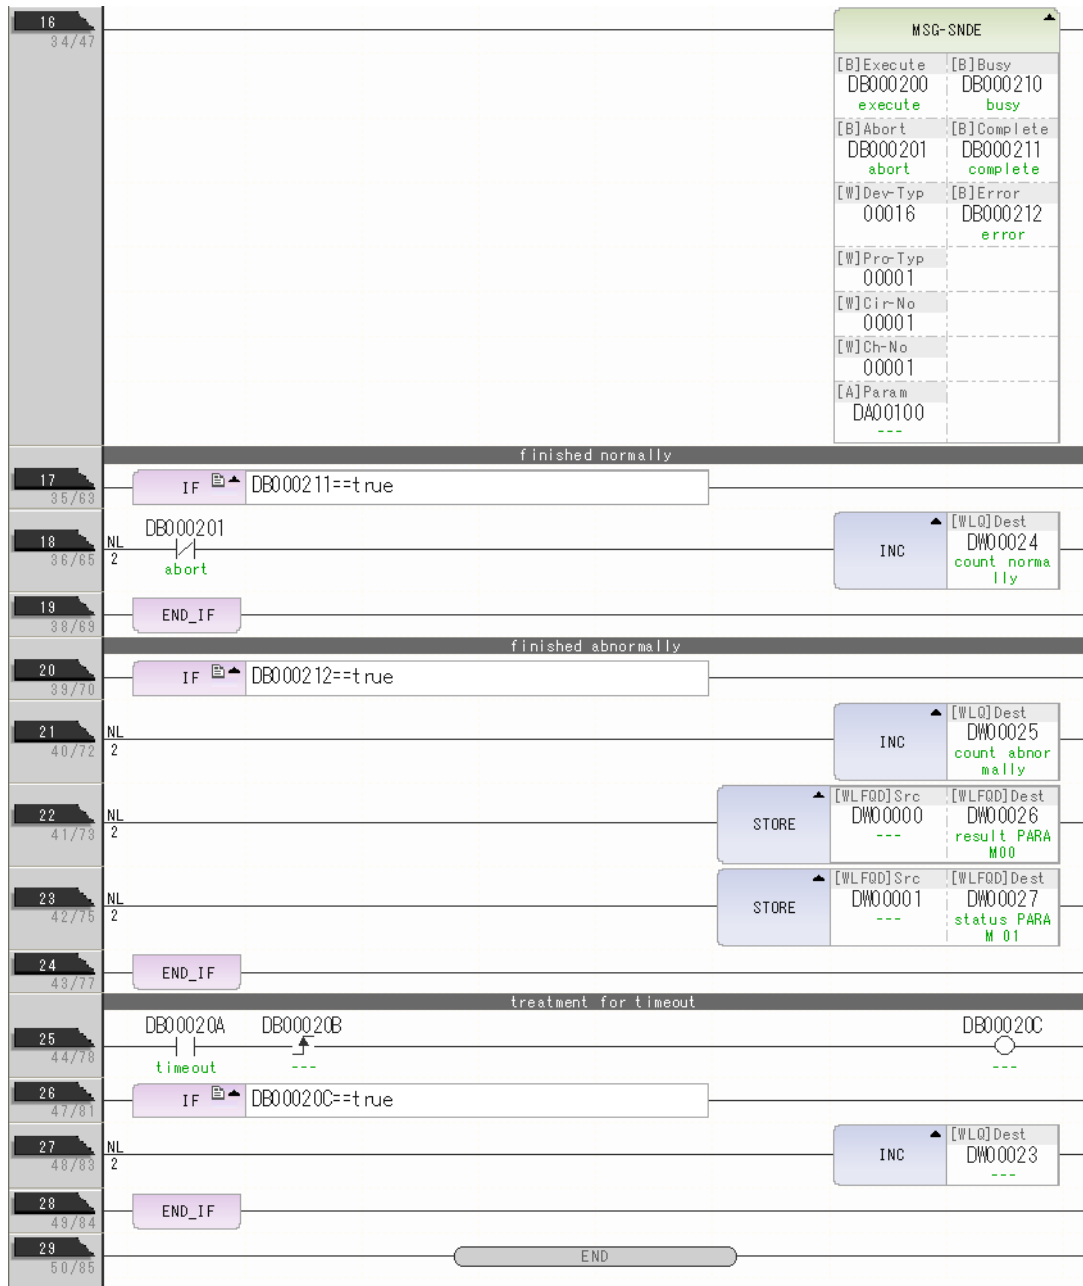 16
34/47
MSG-SNDE
[B]Execute [B]Busy
DB000200 DB000210
execute busy
[B]Abort [B]Complete
DB000201 DB000211
abort complete
[W]Dev-Typ [B]Error
00016 DB000212
error
[W]Pro-Typ
00001
[W]Cir-No
00001
[W]Ch-No
00001
[A]Param
DA00100
---
finished normally
17
35/63
IF DB000211==true
18
36/65
NL
2
DB000201
abort
INC
[WLQ]Dest
DW00024
count norma
lly
19
38/69
END_IF
finished abnormally
20
39/70
IF DB000212==true
21
40/72
NL
2
INC
[WLQ]Dest
DW00025
count abnor
mally
22
41/73
NL
2
STORE
[WLFQD]Src [WLFQD]Dest
DW00000 DW00026
--- result PARA
M00
23
42/75
NL
2
STORE
[WLFQD]Src [WLFQD]Dest
DW00001 DW00027
--- status PARA
M 01
24
43/77
END_IF
treatment for timeout
25
44/78
DB00020A DB00020B DB00020C
timeout --- ---
26
47/81
IF DB00020C==true
27
48/83
NL
2
INC
[WLQ]Dest
DW00023
---
28
49/84
END_IF
29
50/85
END